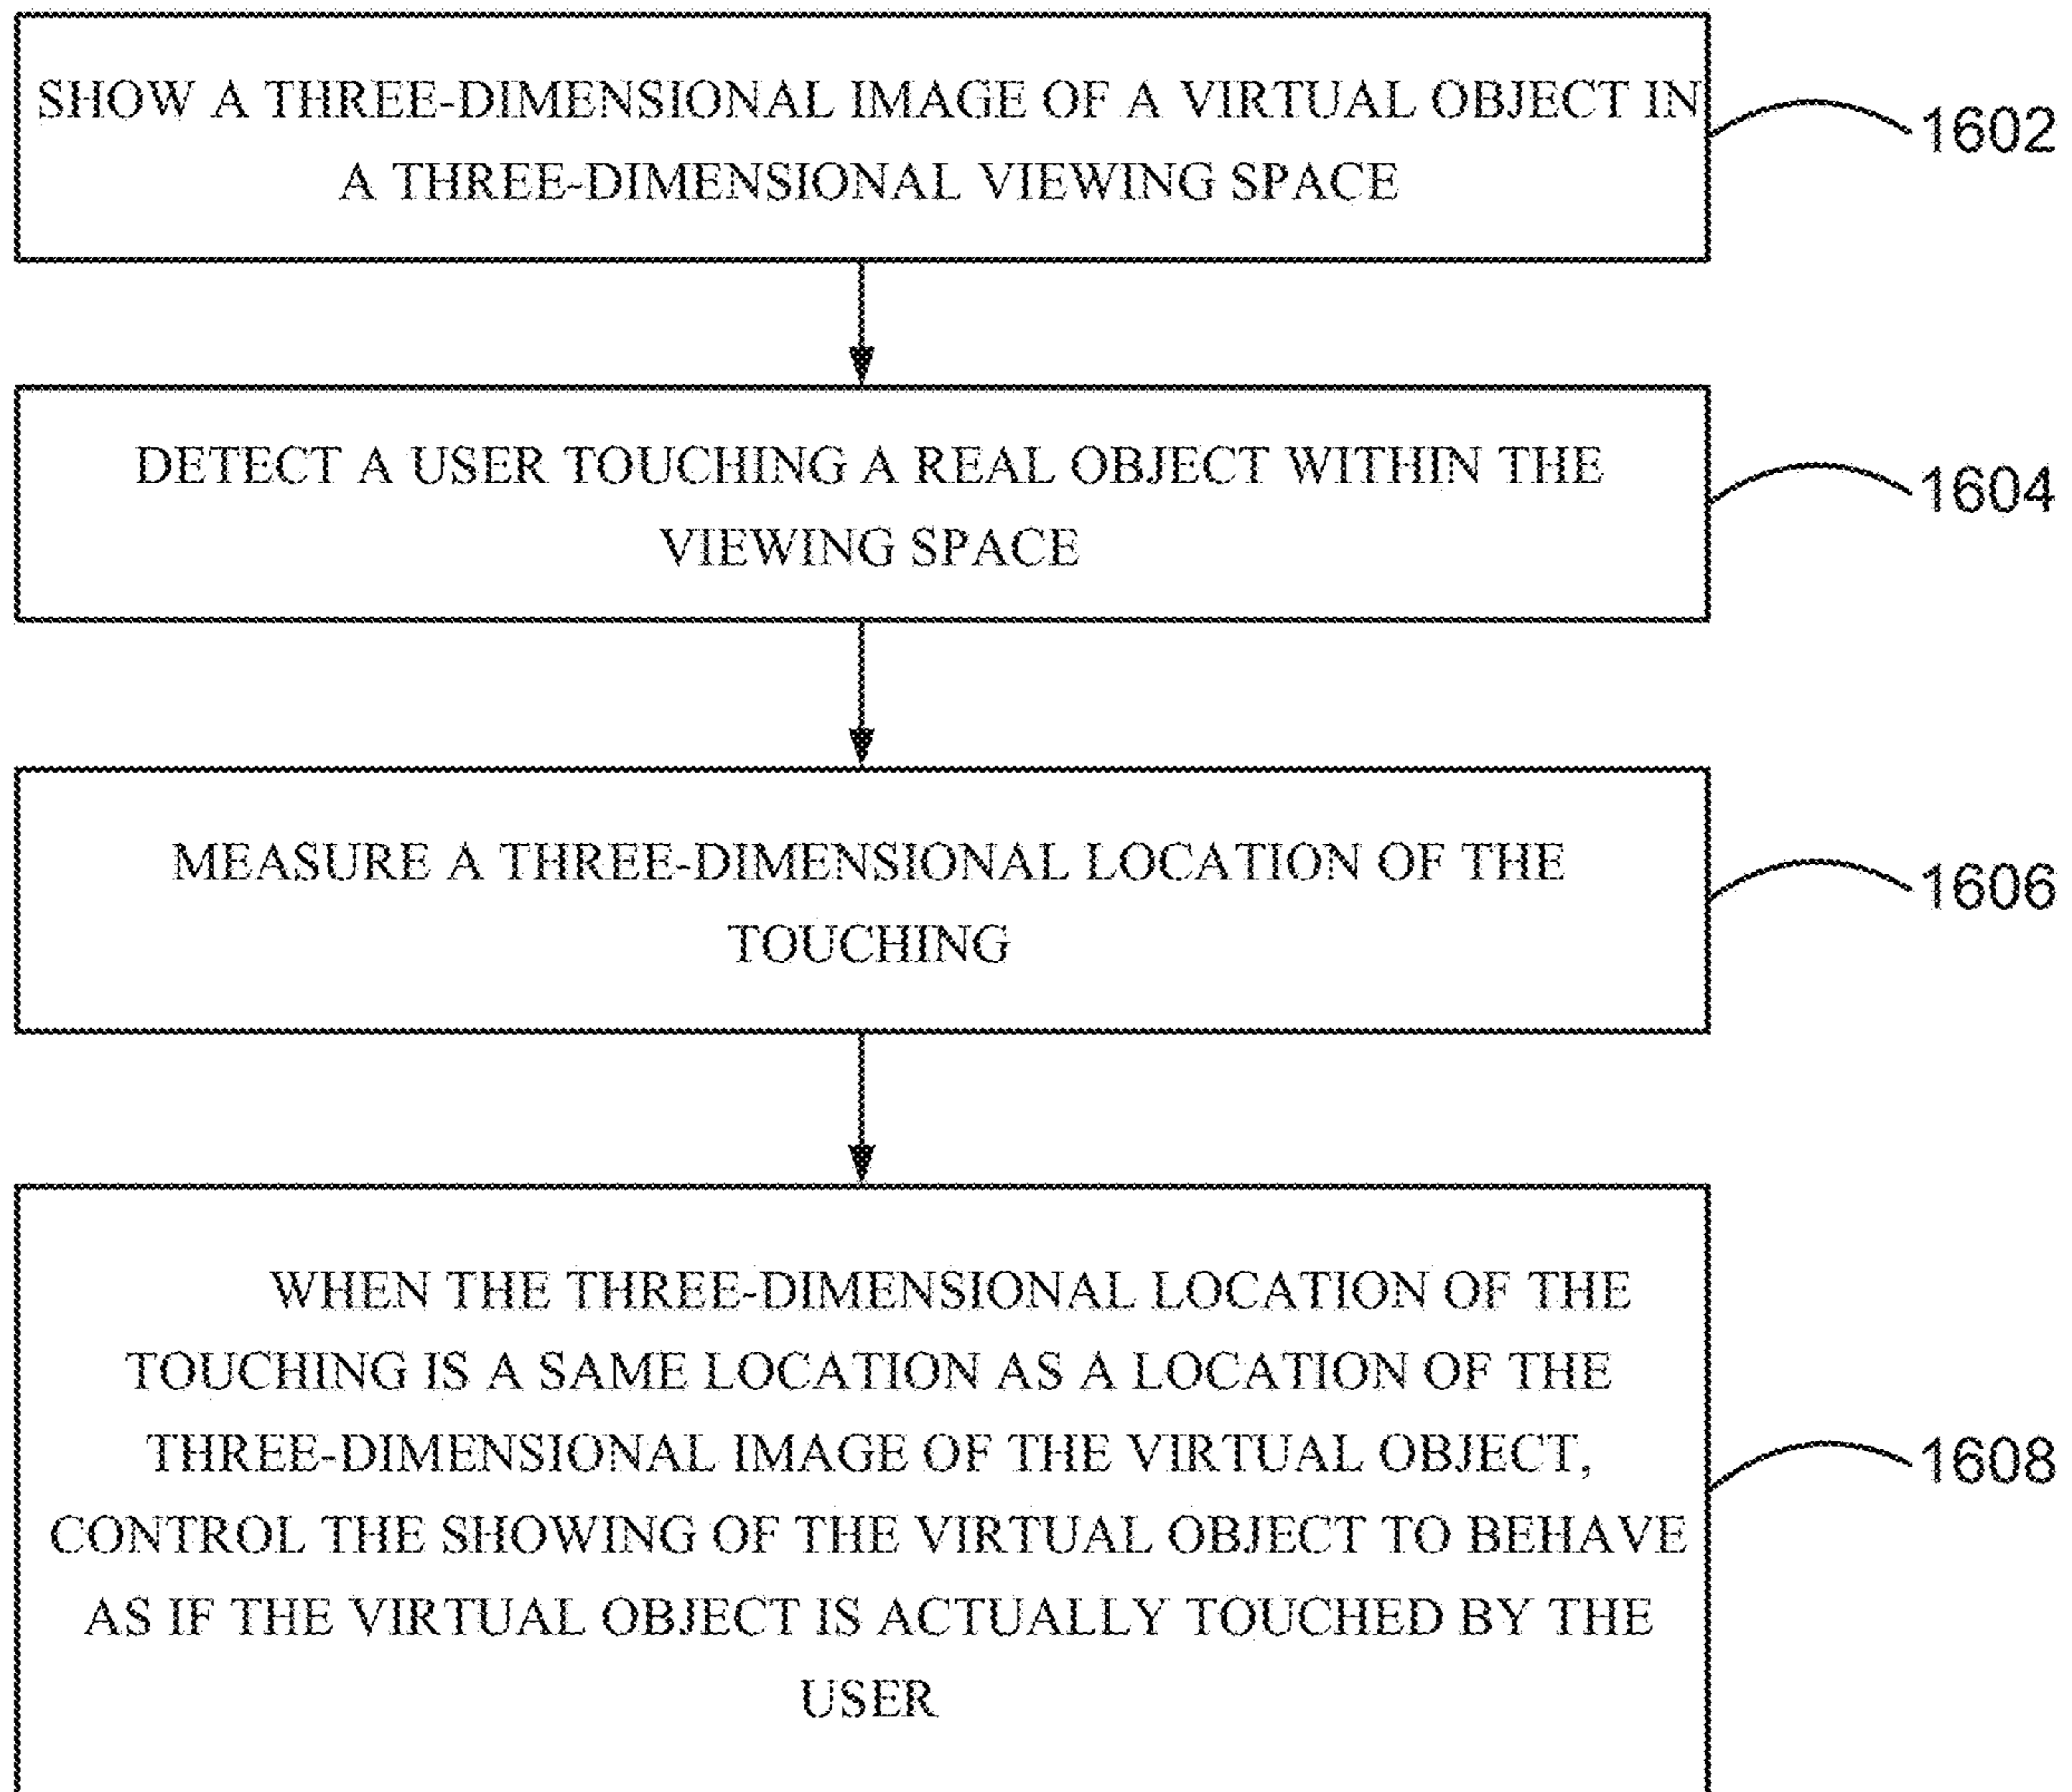 SHOW A THREE-DIMENSIONAL IMAGE OF A VIRTUAL OBJECT IN
A THREE-DIMENSIONAL VIEWING SPACE
1602
DETECT A USER TOUCHING A REAL OBJECT WITHIN THE
VIEWING SPACE
1604
MEASURE A THREE-DIMENSIONAL LOCATION OF THE
TOUCHING
1606
WHEN THE THREE-DIMENSIONAL LOCATION OF THE
TOUCHING IS A SAME LOCATION AS A LOCATION OF THE
THREE-DIMENSIONAL IMAGE OF THE VIRTUAL OBJECT,
CONTROL THE SHOWING OF THE VIRTUAL OBJECT TO BEHAVE
AS IF THE VIRTUAL OBJECT IS ACTUALLY TOUCHED BY THE
USER
1608